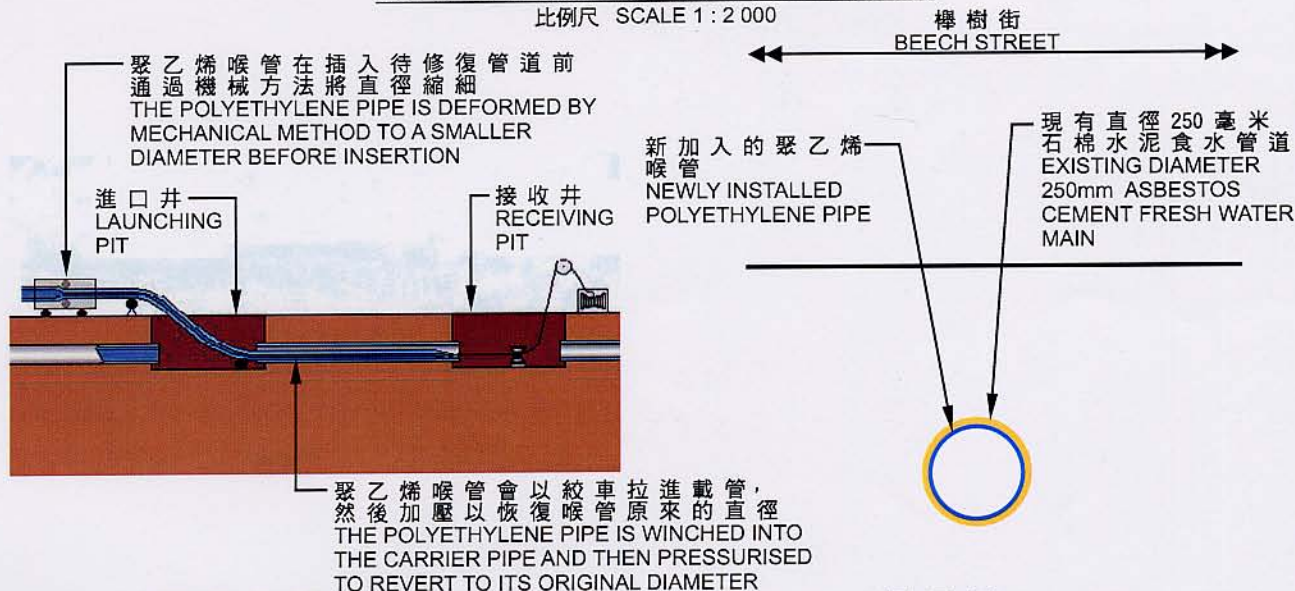 比例尺 SCALE 1 : 2 000
櫸樹街
BEECH STREET
聚乙烯喉管在插入待修復管道前
通過機械方法將直徑縮細
THE POLYETHYLENE PIPE IS DEFORMED BY
MECHANICAL METHOD TO A SMALLER
DIAMETER BEFORE INSERTION
進口井
LAUNCHING
PIT
接收井
RECEIVING
PIT
新加入的聚乙烯
喉管
NEWLY INSTALLED
POLYETHYLENE PIPE
現有直徑 250 毫米
石棉水泥食水管道
EXISTING DIAMETER
250mm ASBESTOS
CEMENT FRESH WATER
MAIN
聚乙烯喉管會以絞車拉進載管，
然後加壓以恢復喉管原來的直徑
THE POLYETHYLENE PIPE IS WINCHED INTO
THE CARRIER PIPE AND THEN PRESSURISED
TO REVERT TO ITS ORIGINAL DIAMETER